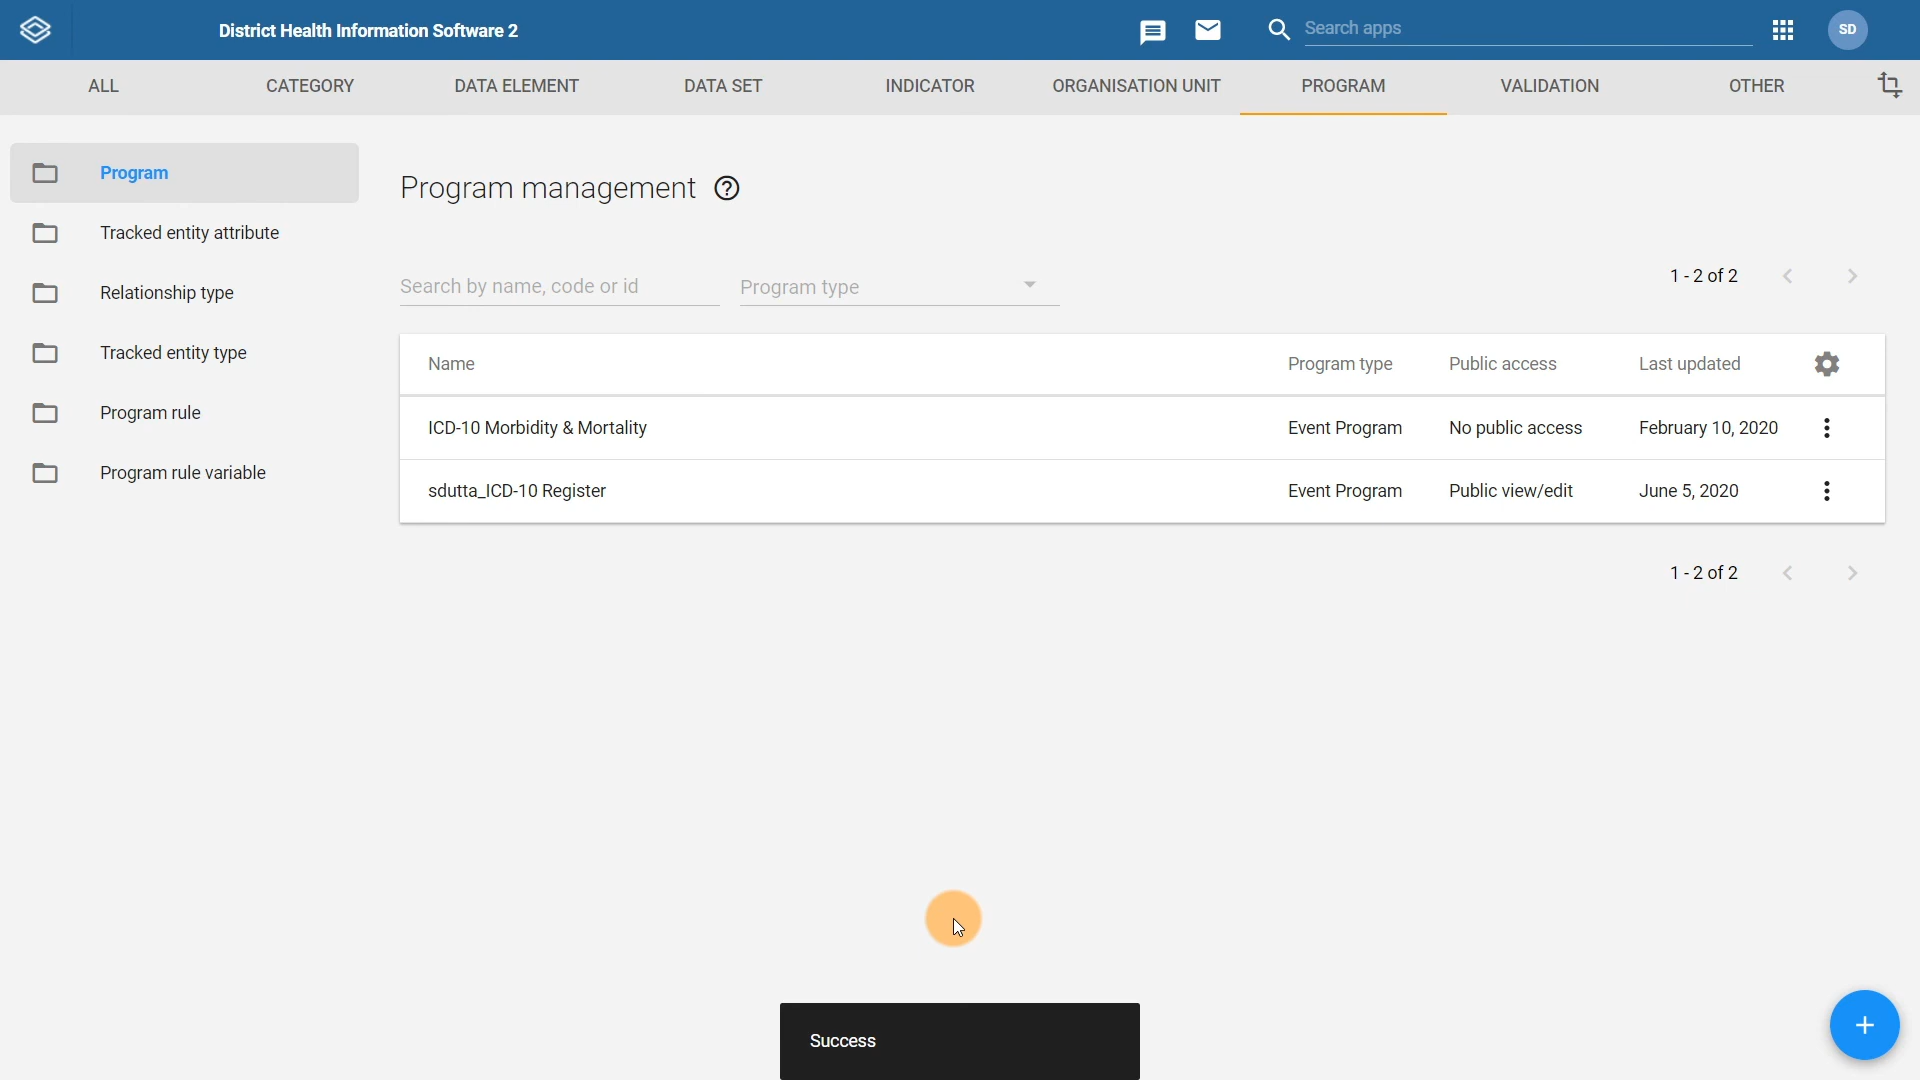 District Health Information Software 2
Search apps
SD
ALL CATEGORY DATA ELEMENT DATA SET INDICATOR ORGANISATION UNIT PROGRAM VALIDATION OTHER
Program
Tracked entity attribute
Relationship type
Tracked entity type
Program rule
Program rule variable
Program management
Search by name, code or id
Program type
1 - 2 of 2
Name Program type Public access Last updated
ICD-10 Morbidity & Mortality Event Program No public access February 10, 2020
sdutta_ICD-10 Register Event Program Public view/edit June 5, 2020
1 - 2 of 2
Success